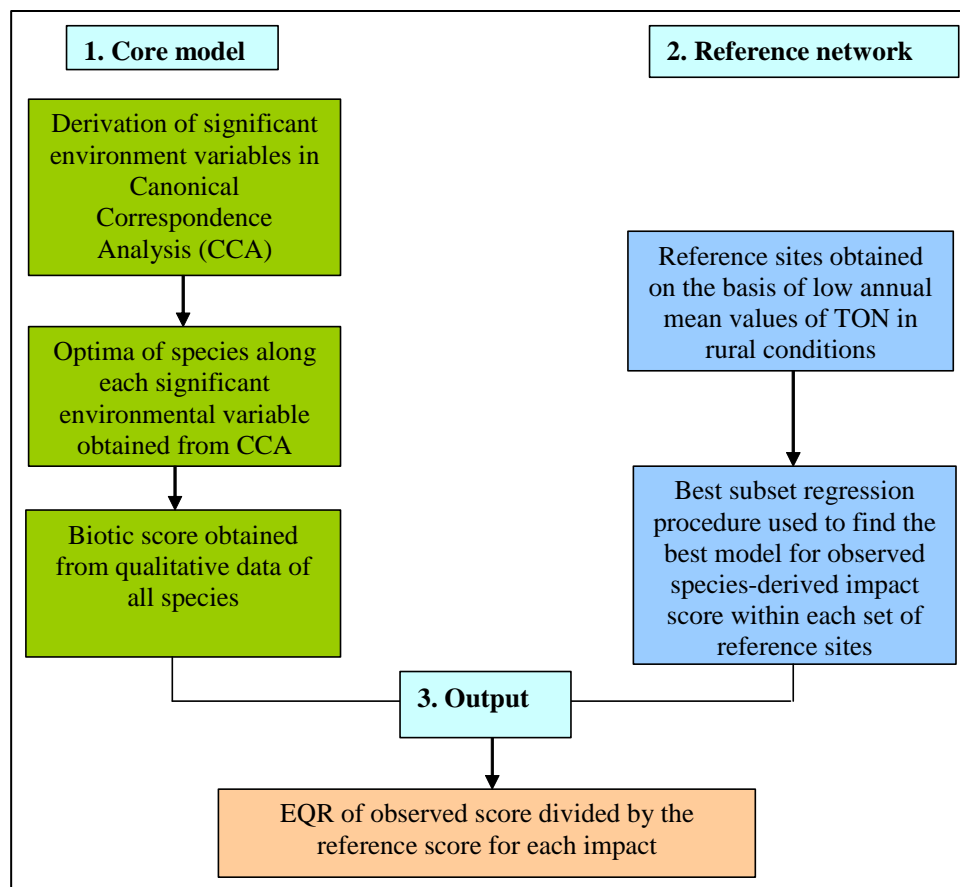 1. Core model
Derivation of significant
environment variables in
Canonical
Correspondence
Analysis (CCA)
Optima of species along
each significant
environmental variable
obtained from CCA
Biotic score obtained
from qualitative data of
all species
2. Reference network
Reference sites obtained
on the basis of low annual
mean values of TON in
rural conditions
Best subset regression
procedure used to find the
best model for observed
species-derived impact
score within each set of
reference sites
3. Output
EQR of observed score divided by the
reference score for each impact